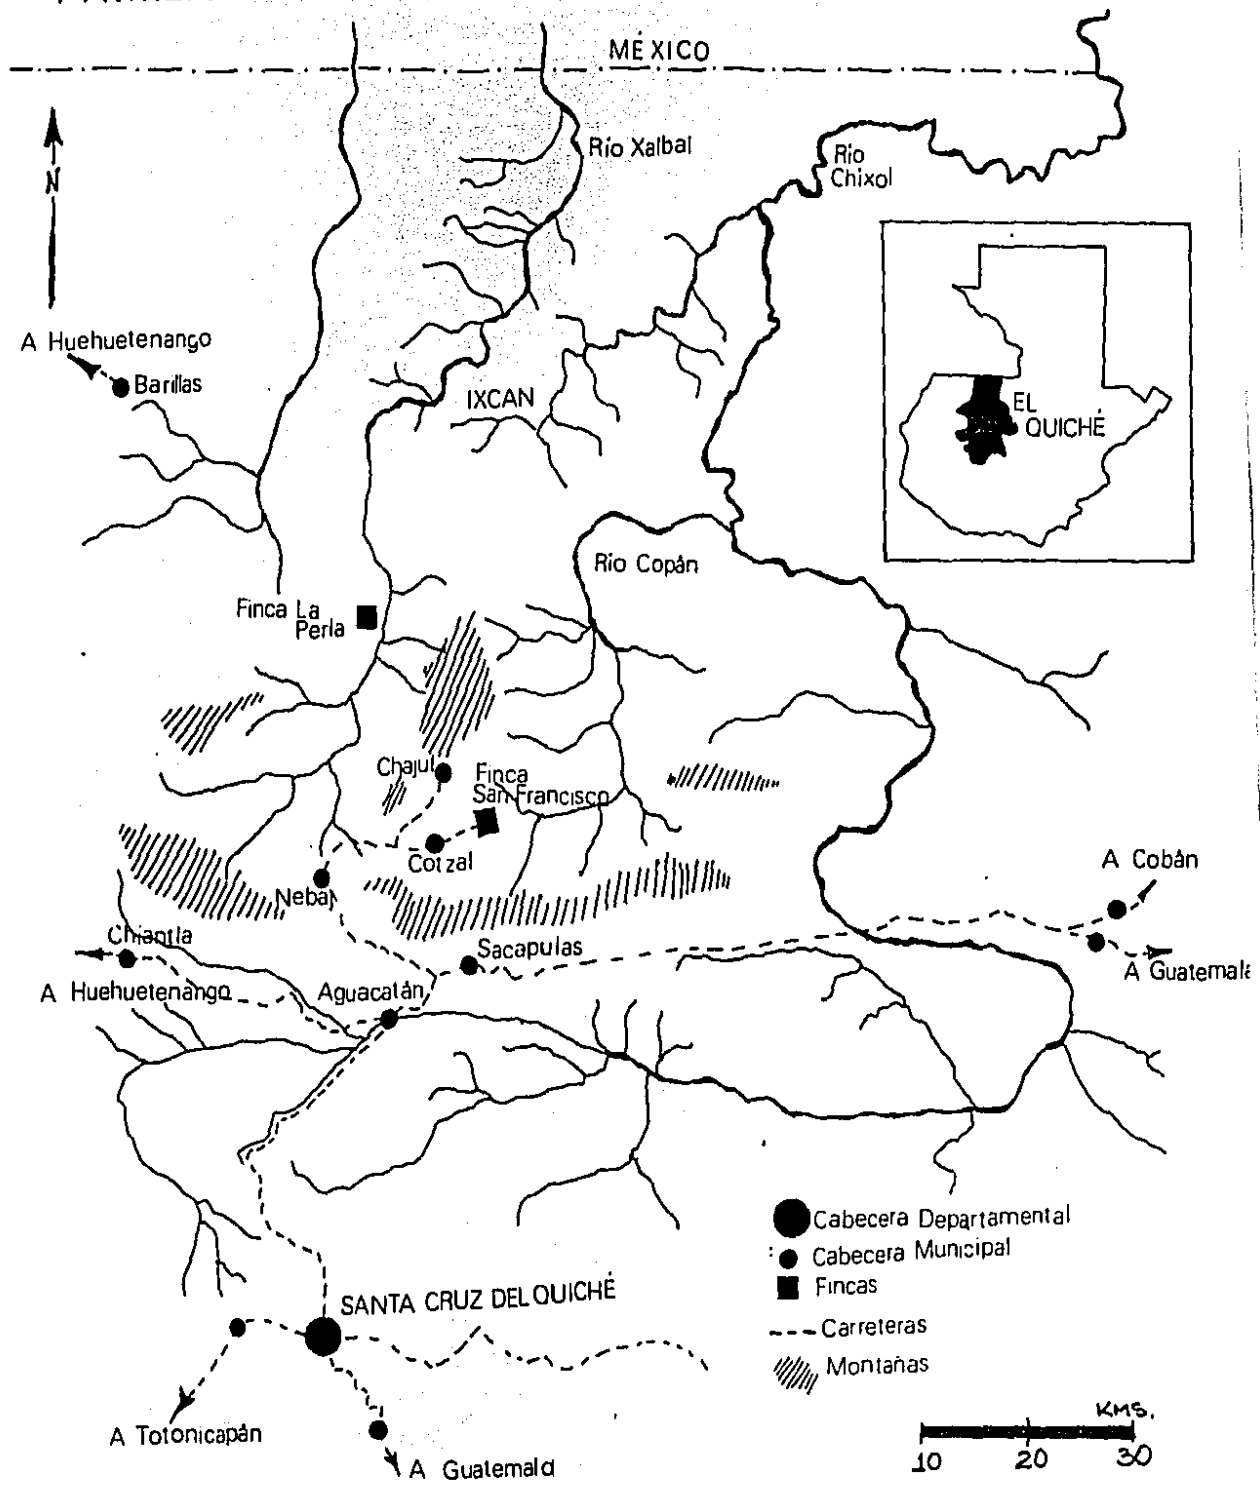 MÉXICO
Río Xalbal
Río
Chixol
N
A Huehuetenango
Barillas
IXCAN
EL
QUICHÉ
Río Copán
Finca La
Perla
Chajul
Finca
San Francisco
Cotzal
Nebaj
A Cobán
Chiantla
Sacapulas
A Guatemala
A Huehuetenango
Aguacatán
Cabecera Departamental
Cabecera Municipal
Fincas
SANTA CRUZ DEL QUICHÉ
Carreteras
Montañas
KMS.
A Totonicapán
10 20 30
A Guatemala